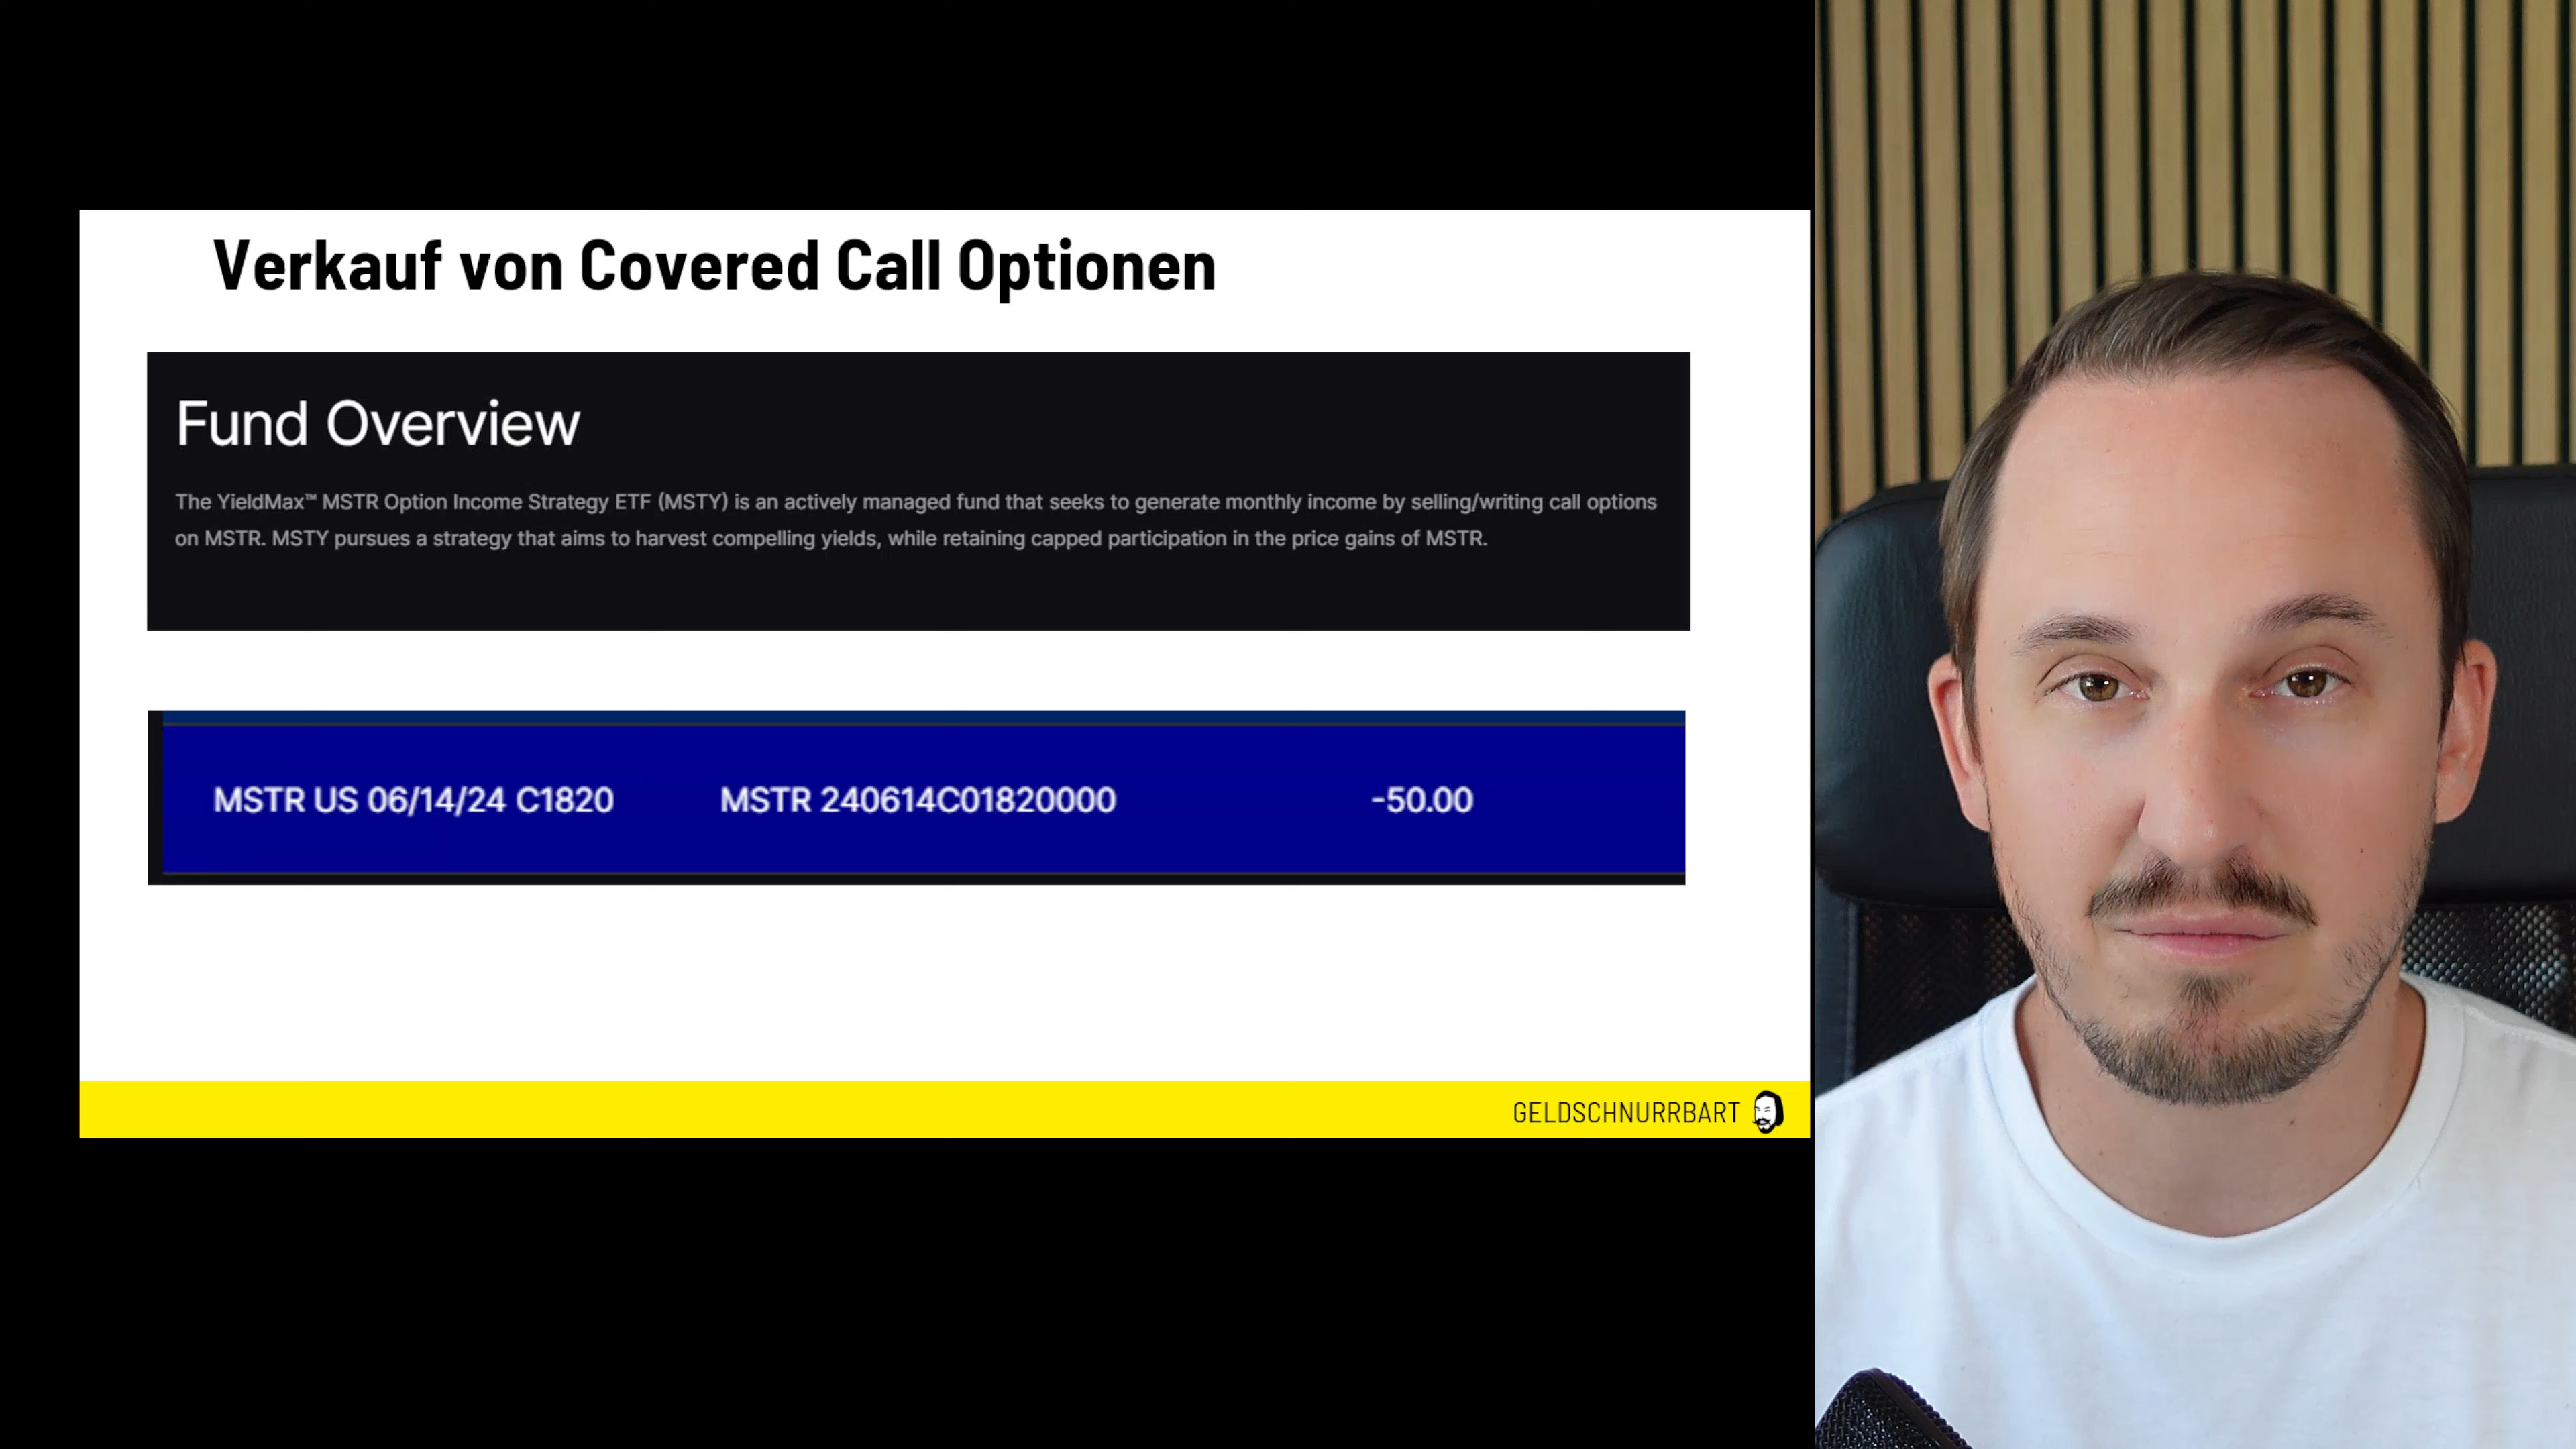 Verkauf von Covered Call Optionen
Fund Overview
The YieldMax™ MSTR Option Income Strategy ETF (MSTY) is an actively managed fund that seeks to generate monthly income by selling/writing call options
on MSTR. MSTY pursues a strategy that aims to harvest compelling yields, while retaining capped participation in the price gains of MSTR.
MSTR US 06/14/24 C1820 MSTR 240614C01820000 -50.00
GELDSCHNURRBART